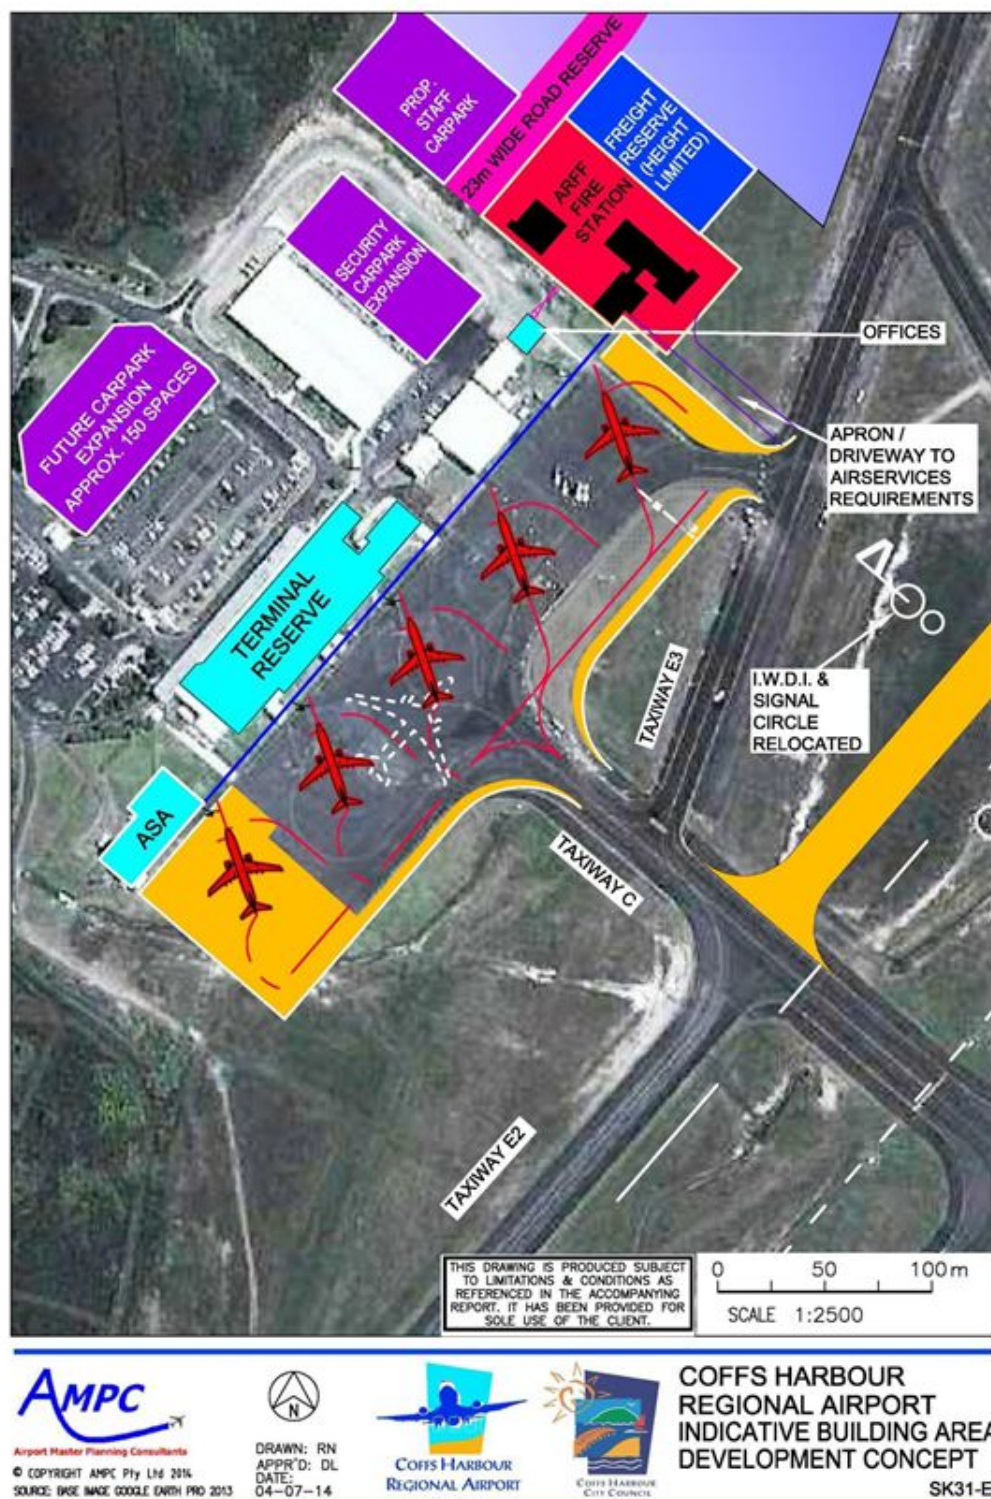 PROP.
STAFF
CARPARK
23m WIDE ROAD RESERVE
FREIGHT
RESERVE
(HEIGHT
LIMITED)
ARFF
FIRE
STATION
SECURITY
CARPARK
EXPANSION
OFFICES
FUTURE CARPARK
EXPANSION
APPROX. 150 SPACES
APRON /
DRIVEWAY TO
AIRSERVICES
REQUIREMENTS
TERMINAL
RESERVE
I.W.D.I. &
SIGNAL
CIRCLE
RELOCATED
TAXIWAY E3
ASA
TAXIWAY C
TAXIWAY E2
THIS DRAWING IS PRODUCED SUBJECT
TO LIMITATIONS & CONDITIONS AS
REFERENCED IN THE ACCOMPANYING
REPORT. IT HAS BEEN PROVIDED FOR
SOLE USE OF THE CLIENT.
0 50 100m
SCALE 1:2500
AMPC
Airport Master Planning Consultants
© COPYRIGHT AMPC Pty Ltd 2014
SOURCE: BASE IMAGE GOOGLE EARTH PRO 2013
N
DRAWN: RN
APPR'D: DL
DATE:
04-07-14
COFFS HARBOUR
REGIONAL AIRPORT
COFFS HARBOUR
CITY COUNCIL
COFFS HARBOUR
REGIONAL AIRPORT
INDICATIVE BUILDING AREA
DEVELOPMENT CONCEPT
SK31-E